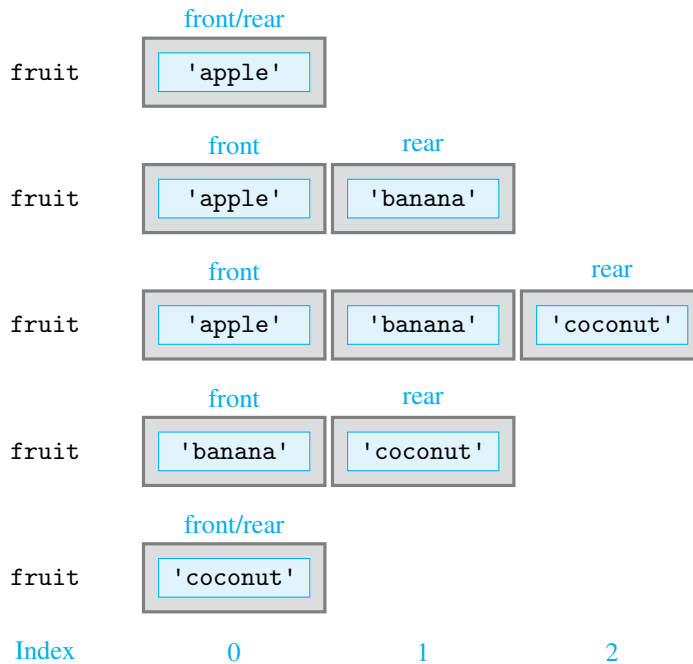 front/rear
fruit 'apple'
front rear
fruit 'apple' 'banana'
front rear
fruit 'apple' 'banana' 'coconut'
front rear
fruit 'banana' 'coconut'
front/rear
fruit 'coconut'
Index 0 1 2